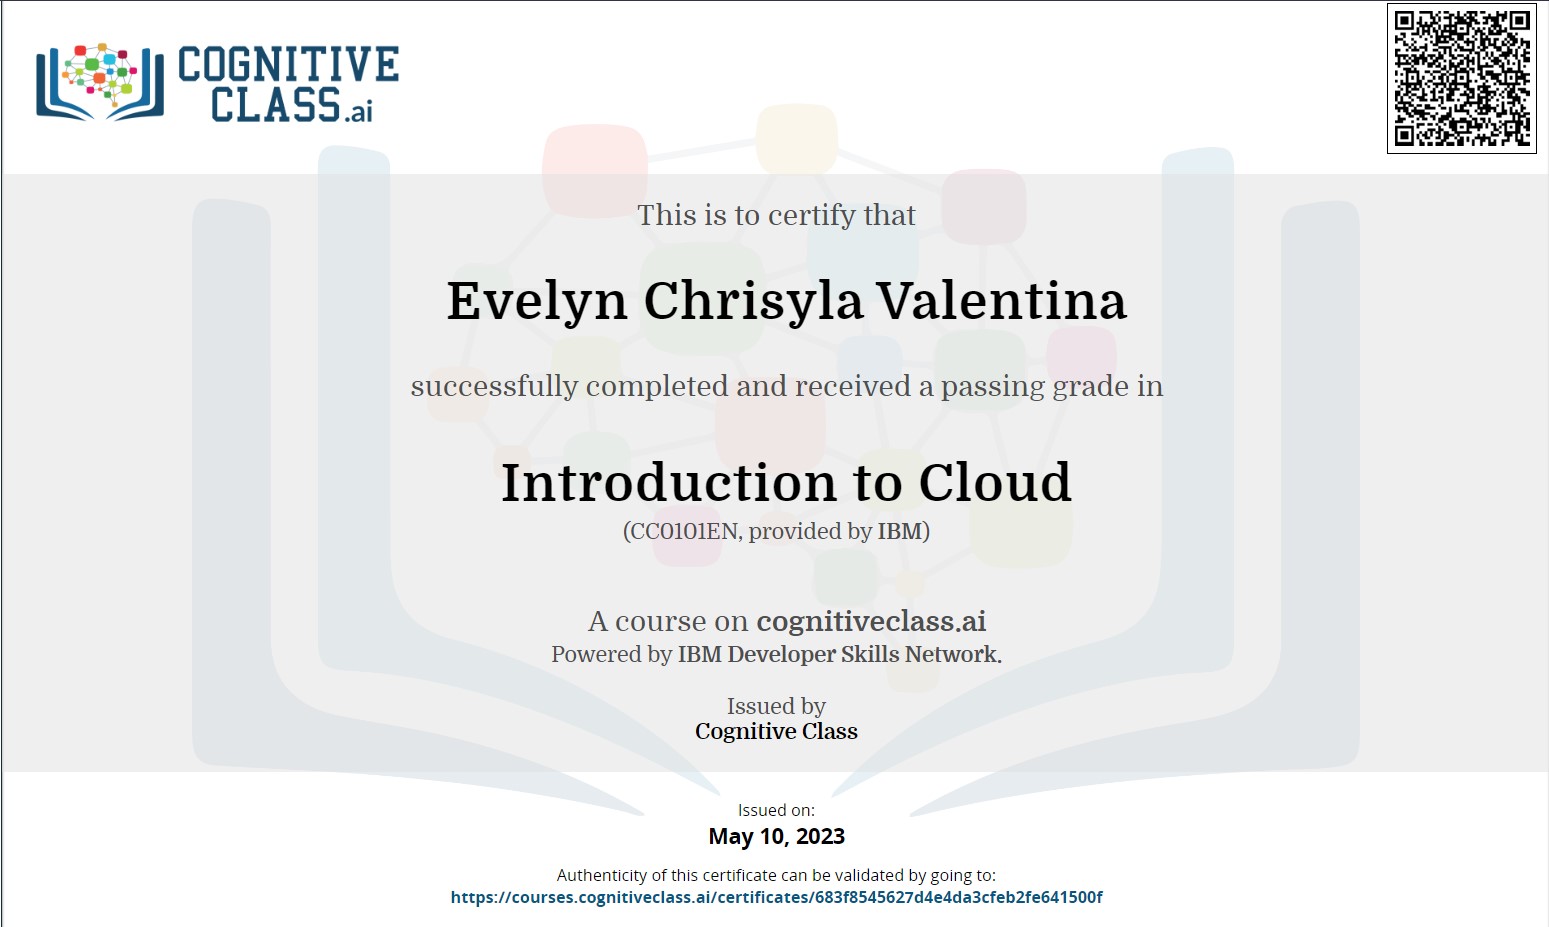 COGNITIVE
CLASS.ai
This is to certify that
Evelyn Chrisyla Valentina
successfully completed and received a passing grade in
Introduction to Cloud
(CC0101EN, provided by IBM)
A course on cognitiveclass.ai
Powered by IBM Developer Skills Network.
Issued by
Cognitive Class
Issued on:
May 10, 2023
Authenticity of this certificate can be validated by going to:
https://courses.cognitiveclass.ai/certificates/683f8545627d4e4da3cfeb2fe641500f